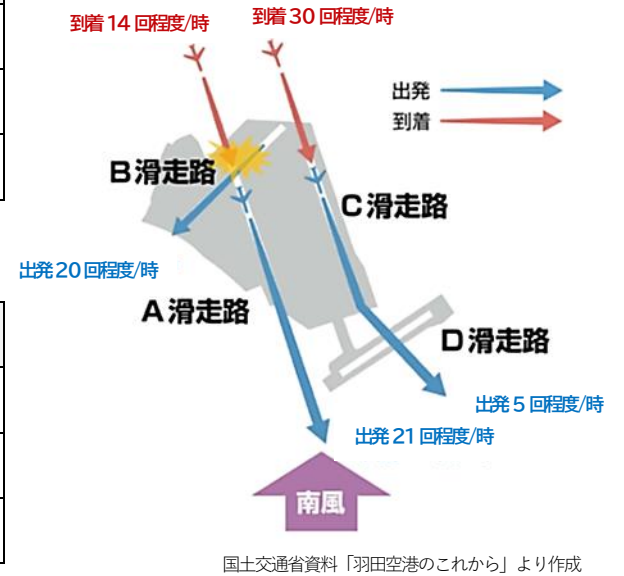 到着14回程度/時
到着30回程度/時
出発
到着
B滑走路
C滑走路
出発20回程度/時
A滑走路
D滑走路
出発5回程度/時
出発21回程度/時
南風
国土交通省資料「羽田空港のこれから」より作成